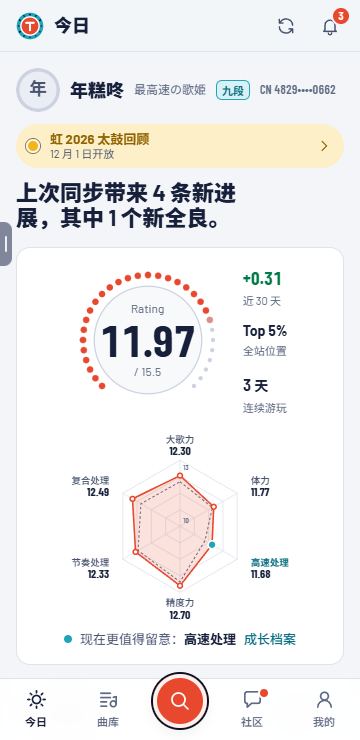 T
今日
3
年
年糕咚
最高速の歌姫
九段
CN 4829••••0662
虹 2026 太鼓回顾
12 月 1 日开放
上次同步带来 4 条新进
展，其中 1 个新全良。
Rating
11.97
/ 15.5
+0.31
近 30 天
Top 5%
全站位置
3 天
连续游玩
大歌力
12.30
13
复合处理
12.49
体力
11.77
10
节奏处理
12.33
高速处理
11.68
精度力
12.70
现在更值得留意：高速处理 成长档案
今日
曲库
社区
我的